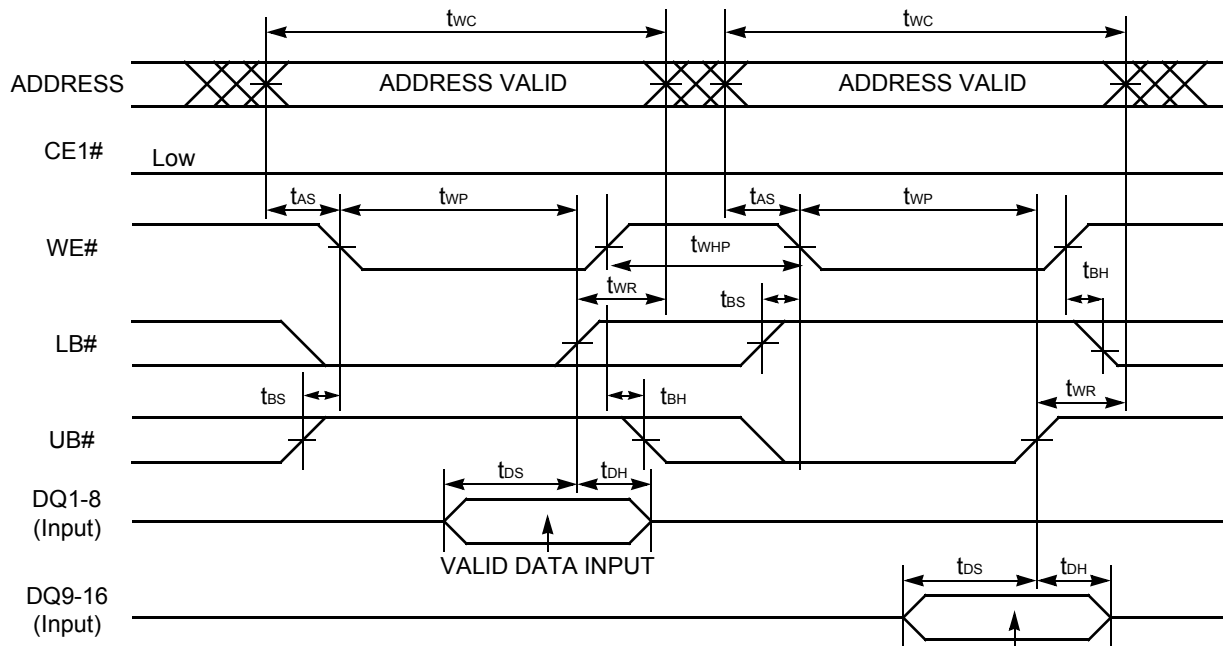 tWC tWC
ADDRESS ADDRESS VALID ADDRESS VALID
CE1# Low
tAS tWP tAS tWP
WE#
tWHP
tBH
tWR tBS
LB#
tBS tBH tWR
UB#
tDS tDH
DQ1-8
(Input)
VALID DATA INPUT
tDS tDH
DQ9-16
(Input)